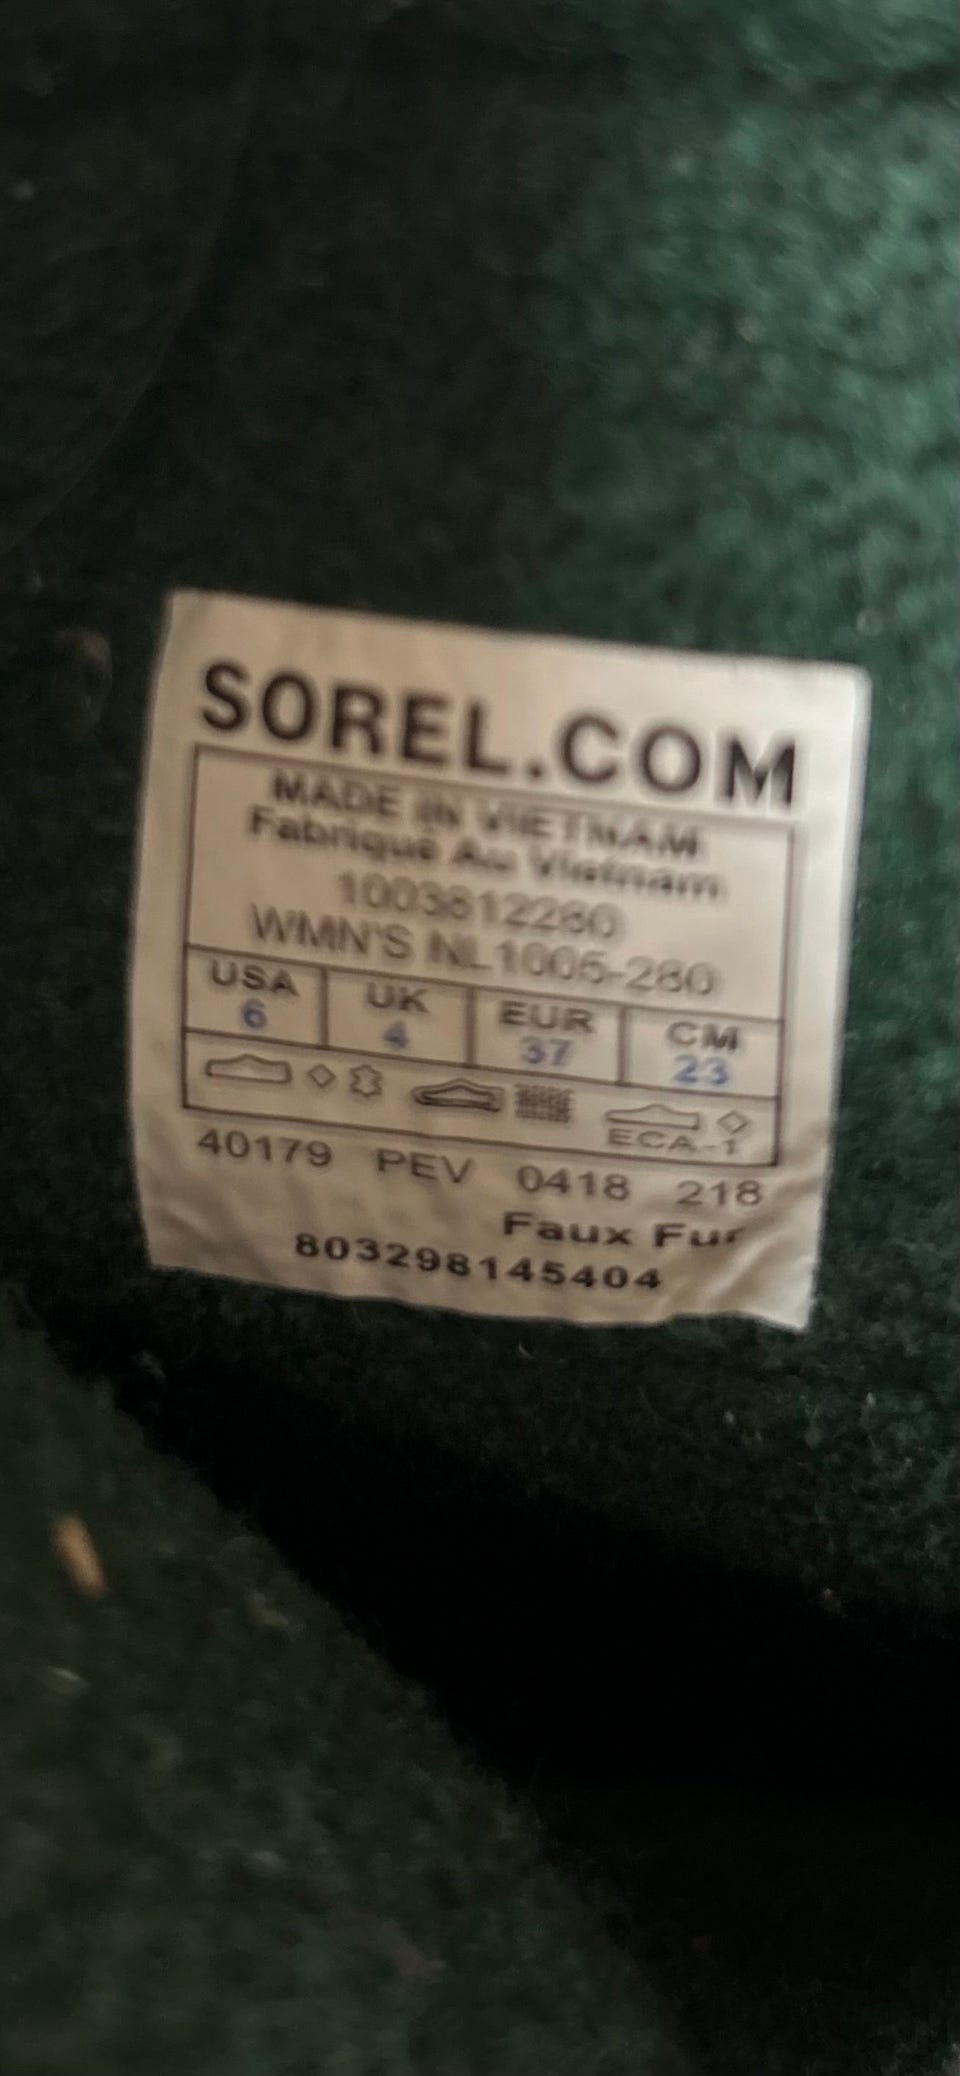 SOREL.COM
MADE IN VIETNAM
Fabriqué Au Vietnam
1003812280
WMN'S NL1005-280
USA UK EUR CM
6 4 37 23
ECA-1
40179 PEV 0418 218
Faux Fur
803298145404